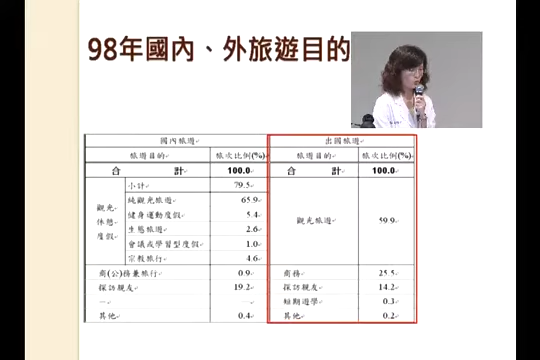 98年國內、外旅遊目的
國內旅遊 出國旅遊
旅遊目的 旅次比例(%) 旅遊目的 旅次比例(%)
合 計 100.0 合 計 100.0
觀光休憩度假 小計 79.5 觀光旅遊 59.9
純觀光旅遊 65.9
健身運動度假 5.4
生態旅遊 2.6
會議或學習型度假 1.0
宗教旅行 4.6
商(公)務兼旅行 0.9 商務 25.5
探訪親友 19.2 探訪親友 14.2
— — 短期遊學 0.3
其他 0.4 其他 0.2